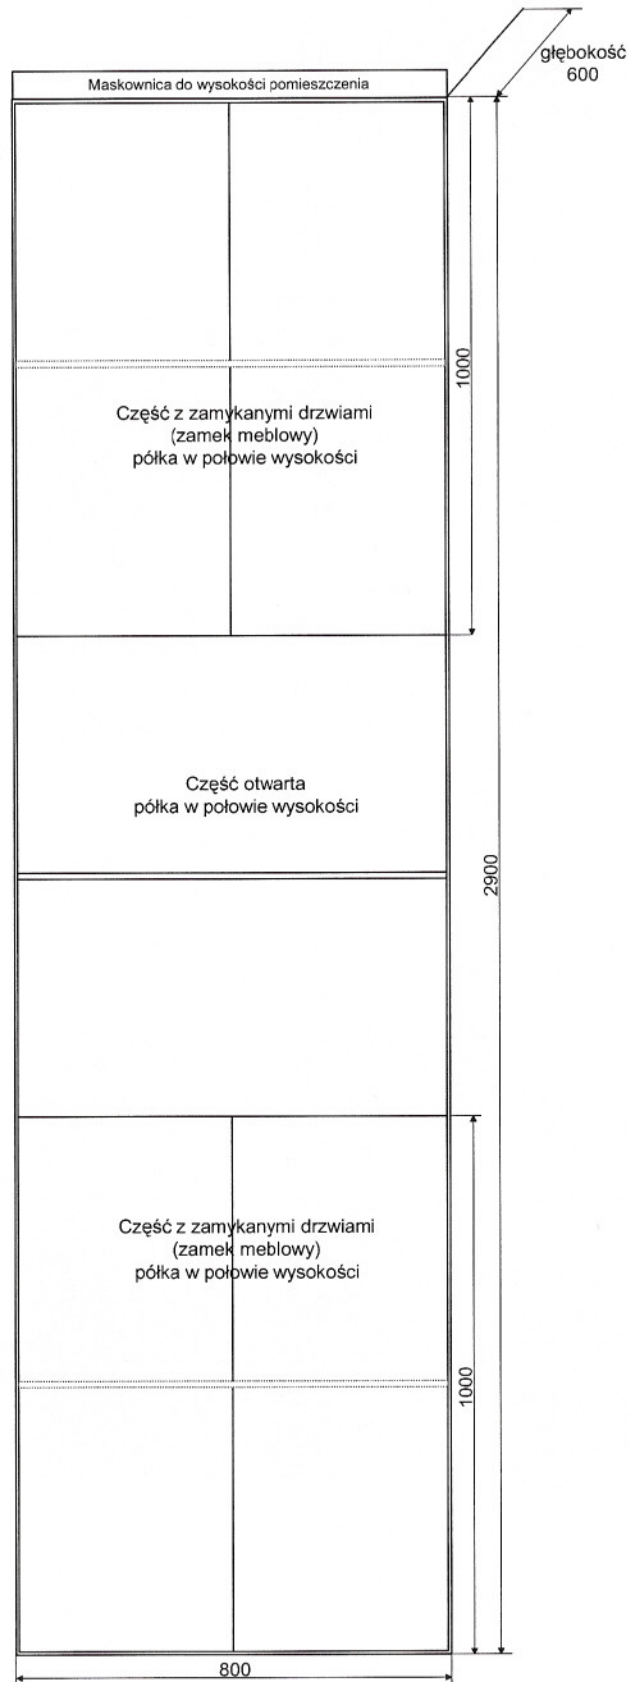 głębokość
600
Maskownica do wysokości pomieszczenia
1000
Część z zamykanymi drzwiami
(zamek meblowy)
półka w połowie wysokości
Część otwarta
półka w połowie wysokości
2900
Część z zamykanymi drzwiami
(zamek meblowy)
półka w połowie wysokości
1000
800